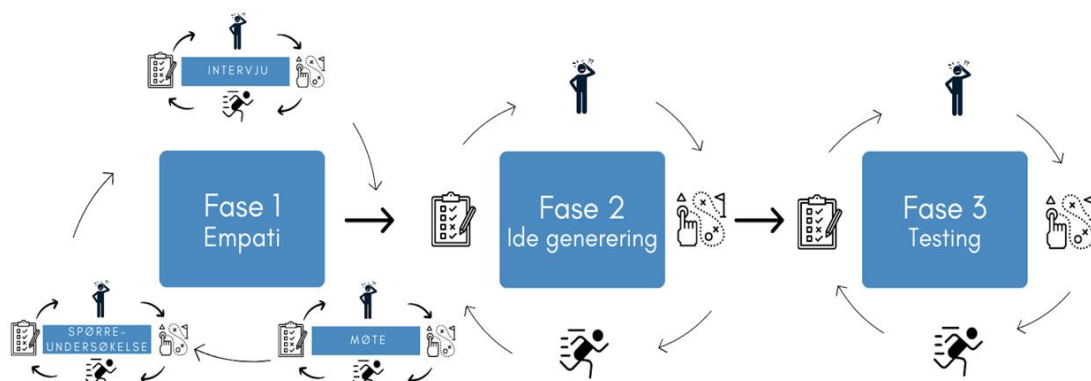 INTERVJU
Fase 1
Empati
SPØRRE-
UNDERSØKELSE
MØTE
Fase 2
Ide generering
Fase 3
Testing